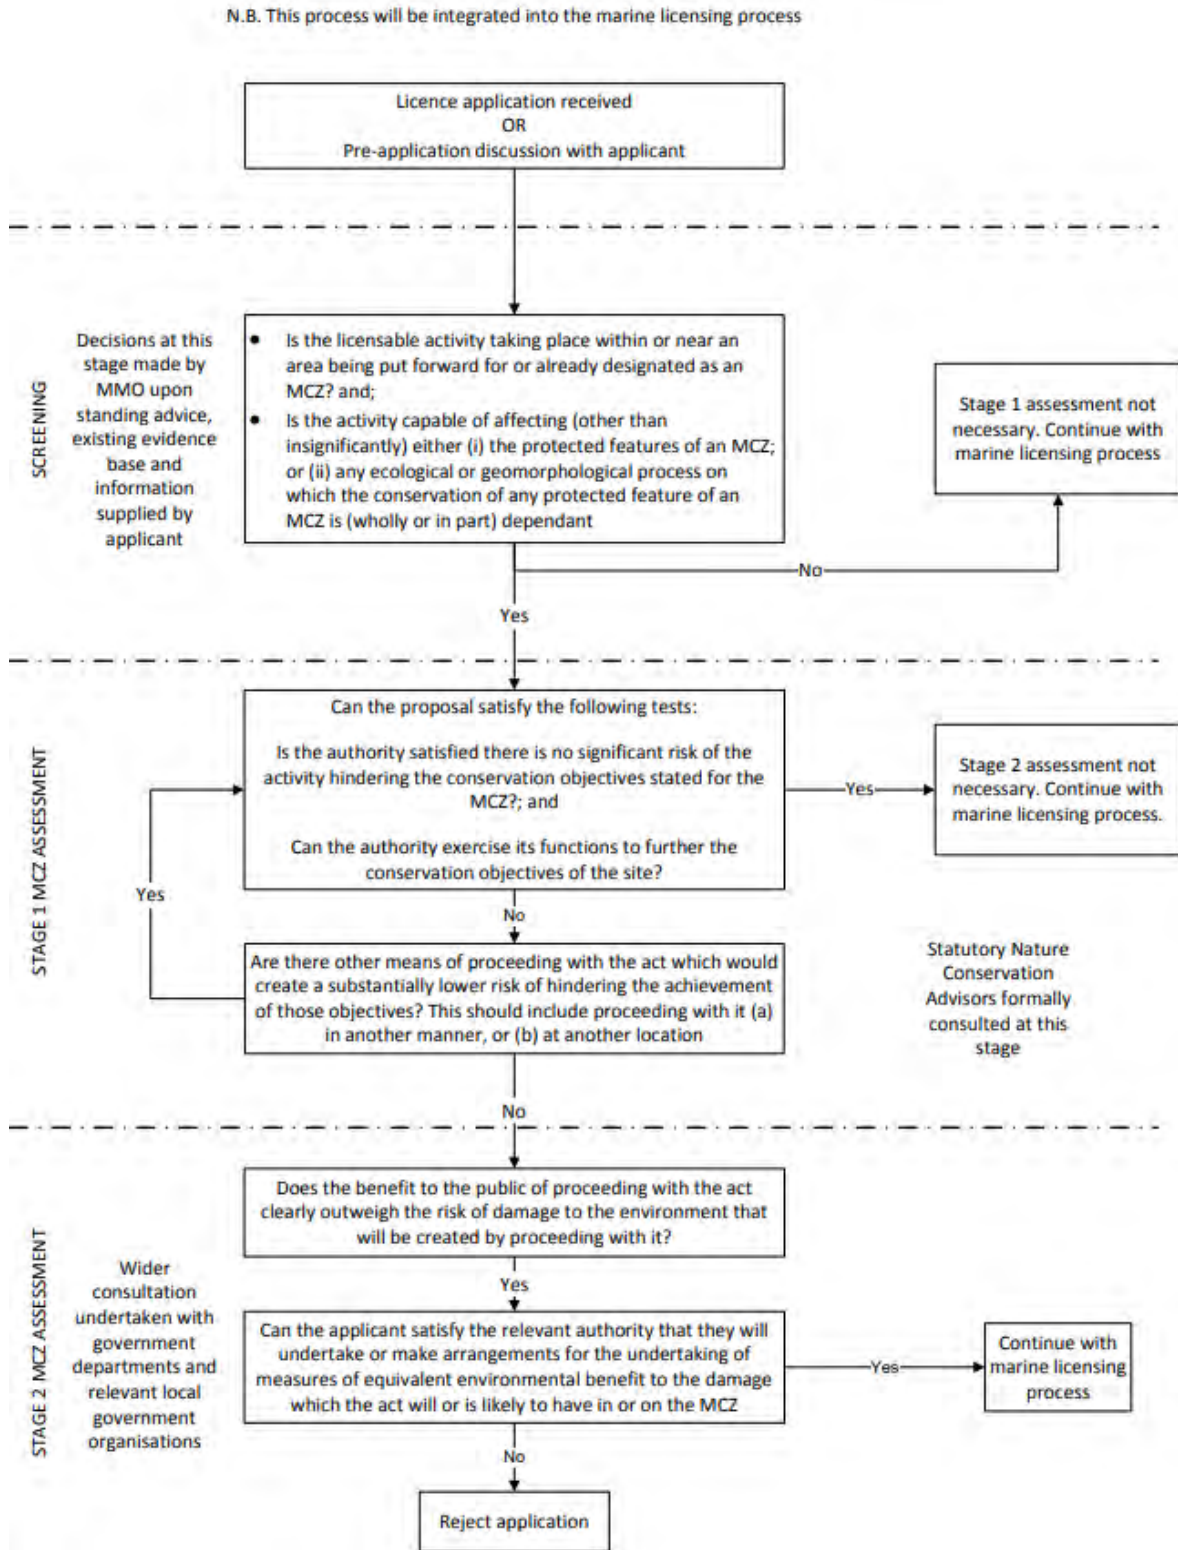 N.B. This process will be integrated into the marine licensing process
Licence application received
OR
Pre-application discussion with applicant
SCREENING
Decisions at this
stage made by
MMO upon
standing advice,
existing evidence
base and
information
supplied by
applicant
• Is the licensable activity taking place within or near an
area being put forward for or already designated as an
MCZ? and;
• Is the activity capable of affecting (other than
insignificantly) either (i) the protected features of an MCZ;
or (ii) any ecological or geomorphological process on
which the conservation of any protected feature of an
MCZ is (wholly or in part) dependant
Stage 1 assessment not
necessary. Continue with
marine licensing process
No
Yes
STAGE 1 MCZ ASSESSMENT
Can the proposal satisfy the following tests:
Is the authority satisfied there is no significant risk of the
activity hindering the conservation objectives stated for the
MCZ?; and
Can the authority exercise its functions to further the
conservation objectives of the site?
Yes
Stage 2 assessment not
necessary. Continue with
marine licensing process.
Yes
No
Are there other means of proceeding with the act which would
create a substantially lower risk of hindering the achievement
of those objectives? This should include proceeding with it (a)
in another manner, or (b) at another location
Statutory Nature
Conservation
Advisors formally
consulted at this
stage
No
STAGE 2 MCZ ASSESSMENT
Wider
consultation
undertaken with
government
departments and
relevant local
government
organisations
Does the benefit to the public of proceeding with the act
clearly outweigh the risk of damage to the environment that
will be created by proceeding with it?
Yes
Can the applicant satisfy the relevant authority that they will
undertake or make arrangements for the undertaking of
measures of equivalent environmental benefit to the damage
which the act will or is likely to have in or on the MCZ
Yes
Continue with
marine licensing
process
No
Reject application